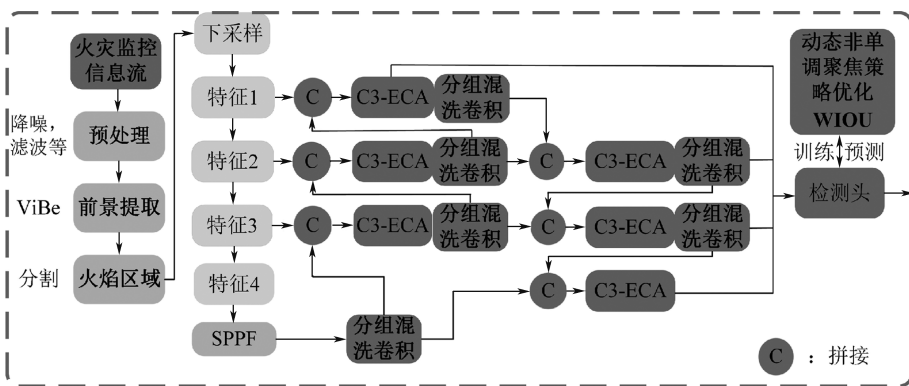 火灾监控
信息流
降噪，
滤波等
预处理
ViBe
前景提取
分割
火焰区域
下采样
特征1
特征2
特征3
特征4
SPPF
C
C3-ECA
分组混
洗卷积
C
C3-ECA
分组混
洗卷积
C
C3-ECA
分组混
洗卷积
C
C3-ECA
分组混
洗卷积
C
C3-ECA
分组混
洗卷积
分组混
洗卷积
C
C3-ECA
动态非单
调聚焦策
略优化
WIOU
训练 预测
检测头
C ：拼接